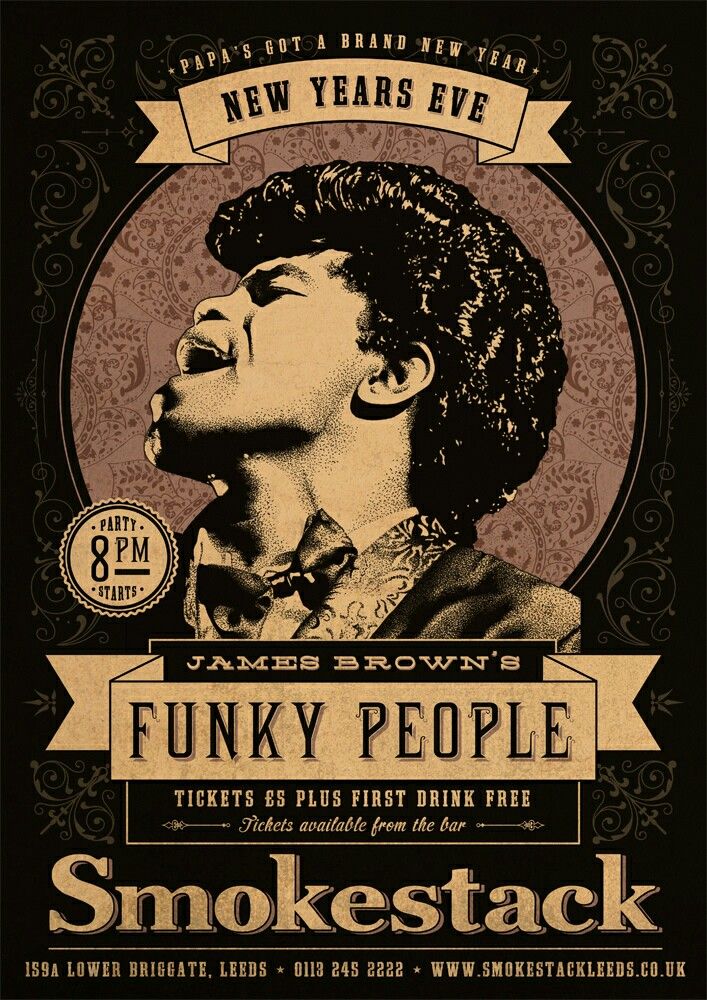 ★PAPA'S GOT A BRAND NEW YEAR★
NEW YEARS EVE
• PARTY •
8PM
• STARTS •
JAMES BROWN'S
FUNKY PEOPLE
TICKETS £5 PLUS FIRST DRINK FREE
Tickets available from the bar
Smokestack
159A LOWER BRIGGATE, LEEDS ★ 0113 245 2222 ★ WWW.SMOKESTACKLEEDS.CO.UK